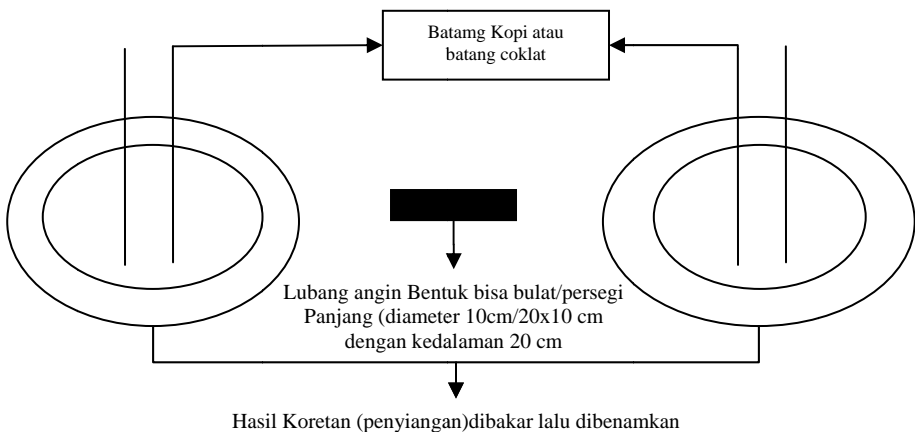 Batamg Kopi atau
batang coklat
Lubang angin Bentuk bisa bulat/persegi
Panjang (diameter 10cm/20x10 cm
dengan kedalaman 20 cm
Hasil Koretan (penyiangan)dibakar lalu dibenamkan